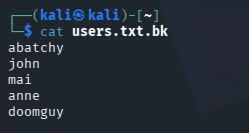 ┌──(kali㉿kali)-[~]
└─$ cat users.txt.bk
abatchy
john
mai
anne
doomguy